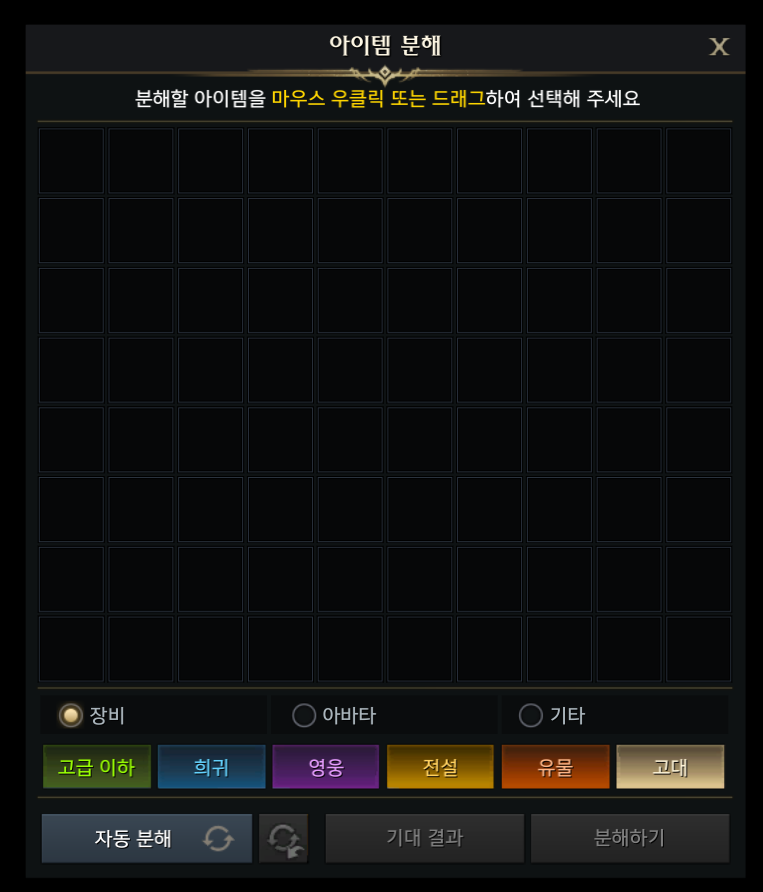 아이템 분해 X
분해할 아이템을 마우스 우클릭 또는 드래그하여 선택해 주세요
장비 아바타 기타
고급 이하 희귀 영웅 전설 유물 고대
자동 분해 기대 결과 분해하기